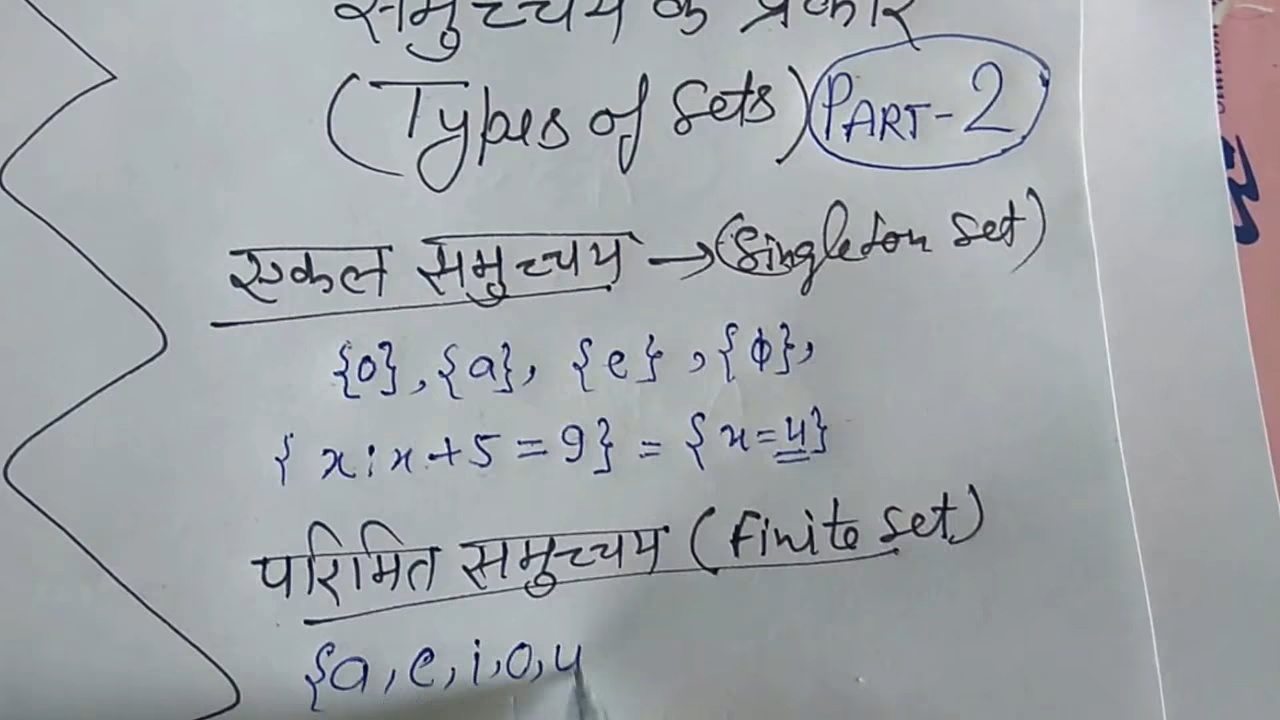 समुच्चय के प्रकार
(Types of Sets) PART-2
एकल समुच्चय → (Singleton Set)
{0}, {a}, {e}, {ϕ},
{x:x+5=9} = {x=4}
परिमित समुच्चय (Finite Set)
{a, e, i, o, u